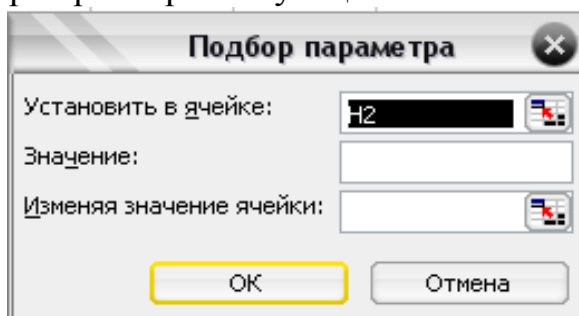 Подбор параметра
Установить в ячейке: H2
Значение:
Изменяя значение ячейки:
ОК Отмена